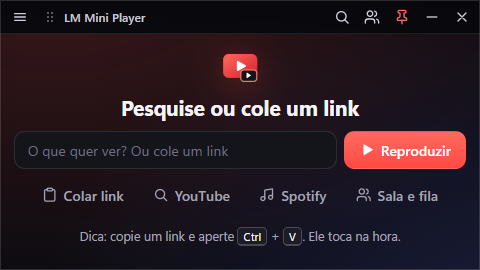 LM Mini Player
Pesquise ou cole um link
O que quer ver? Ou cole um link
Reproduzir
Colar link
YouTube
Spotify
Sala e fila
Dica: copie um link e aperte Ctrl + V. Ele toca na hora.